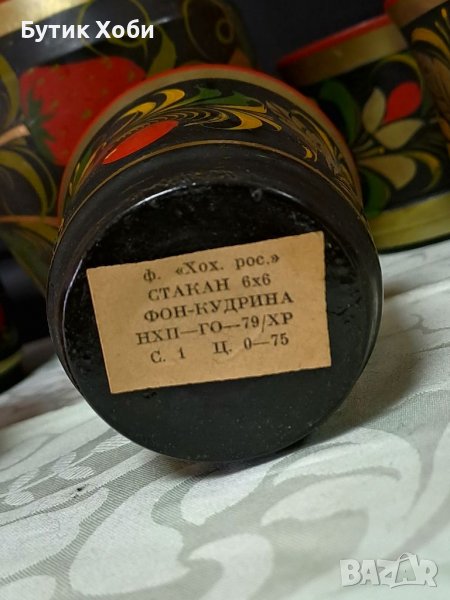 Бутик Хоби
ф. «Хох. рос.»
СТАКАН 6х6
ФОН-КУДРИНА
НХП—ГО—79/ХР
С. 1 Ц. 0—75
BAZAR